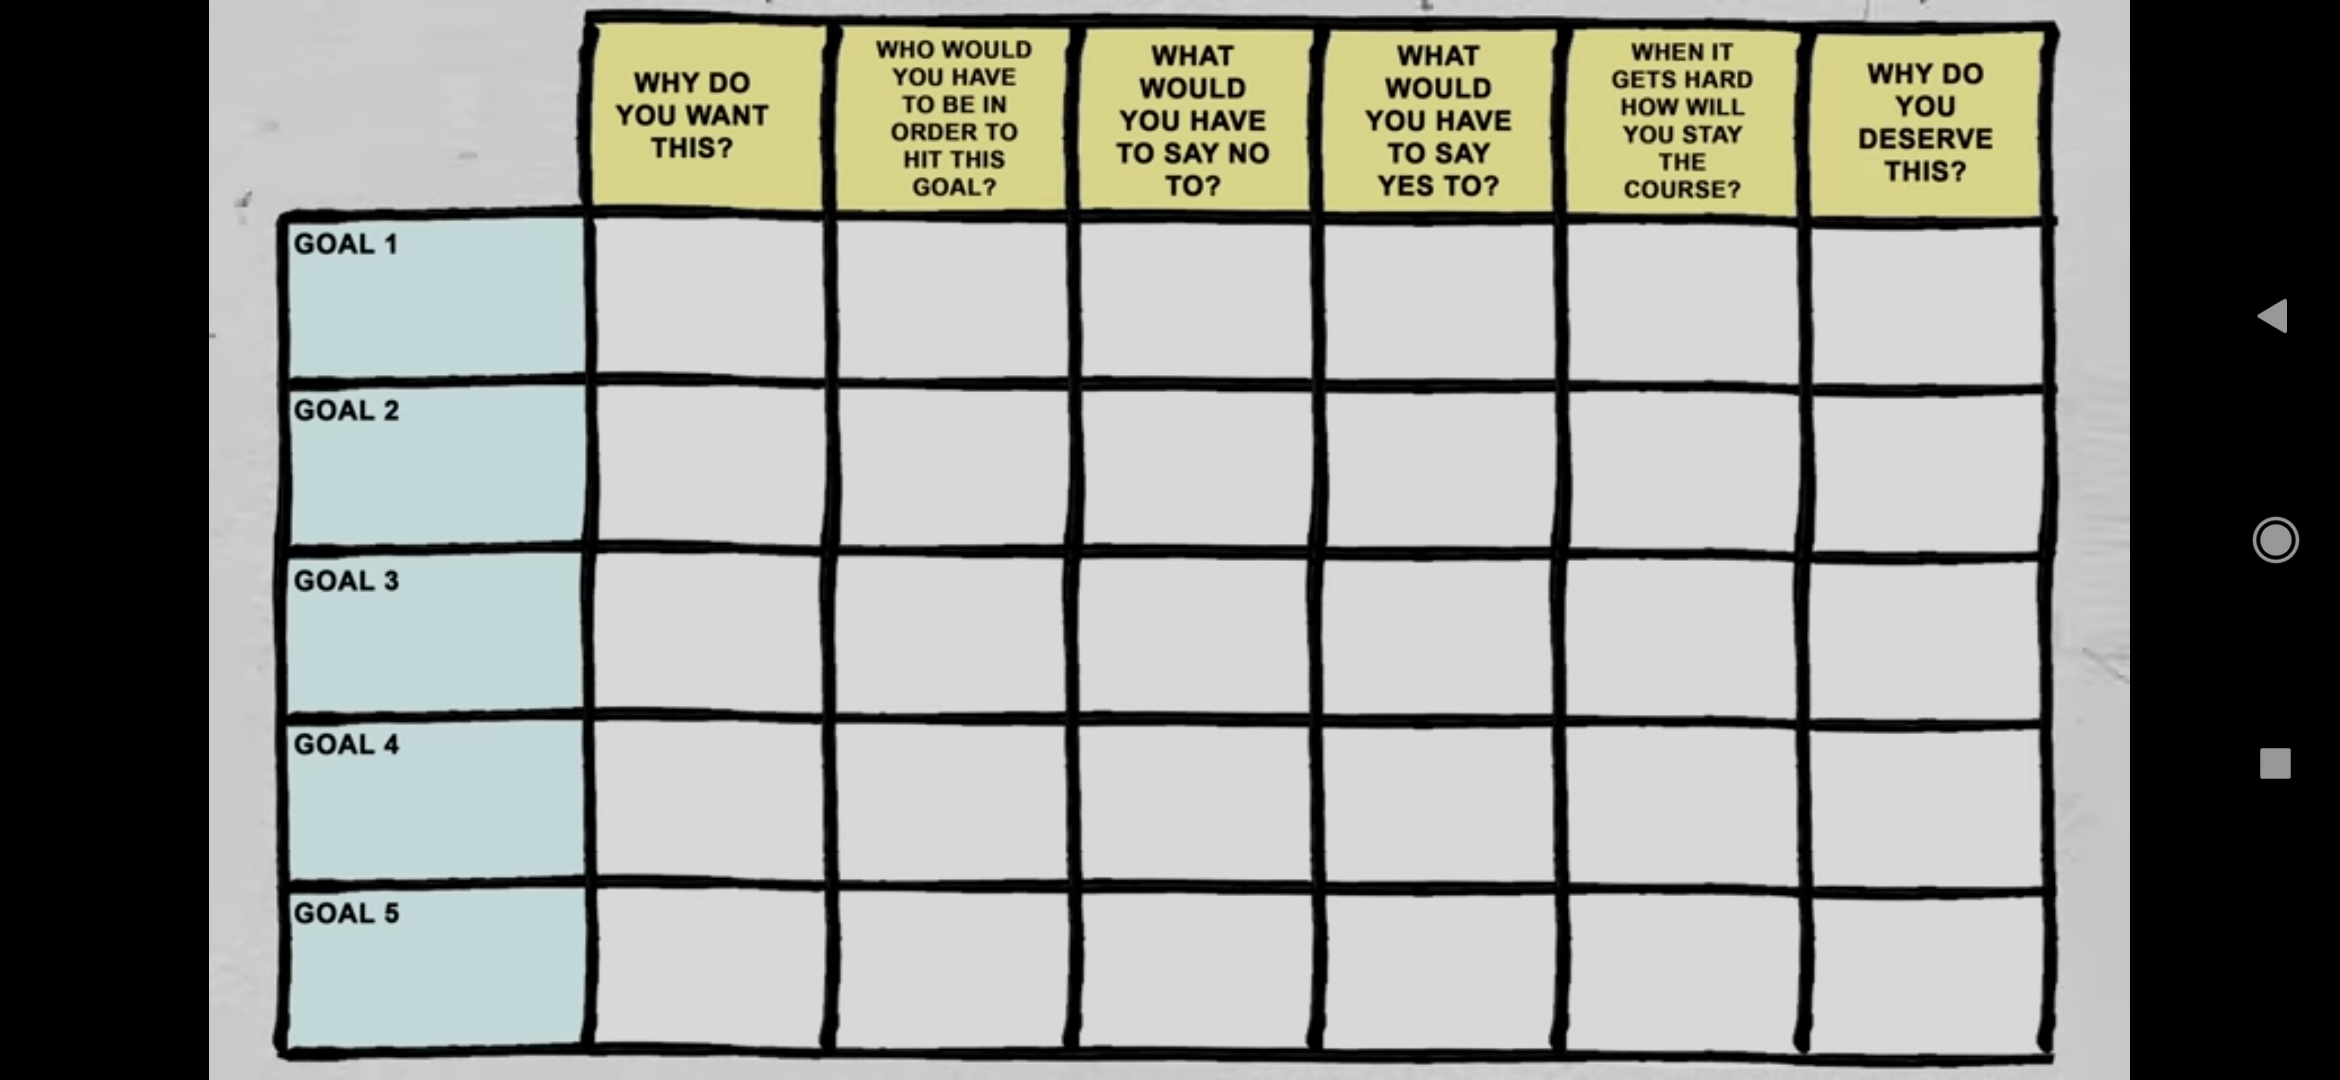 WHY DO
YOU WANT
THIS?
WHO WOULD
YOU HAVE
TO BE IN
ORDER TO
HIT THIS
GOAL?
WHAT
WOULD
YOU HAVE
TO SAY NO
TO?
WHAT
WOULD
YOU HAVE
TO SAY
YES TO?
WHEN IT
GETS HARD
HOW WILL
YOU STAY
THE
COURSE?
WHY DO
YOU
DESERVE
THIS?
GOAL 1
GOAL 2
GOAL 3
GOAL 4
GOAL 5